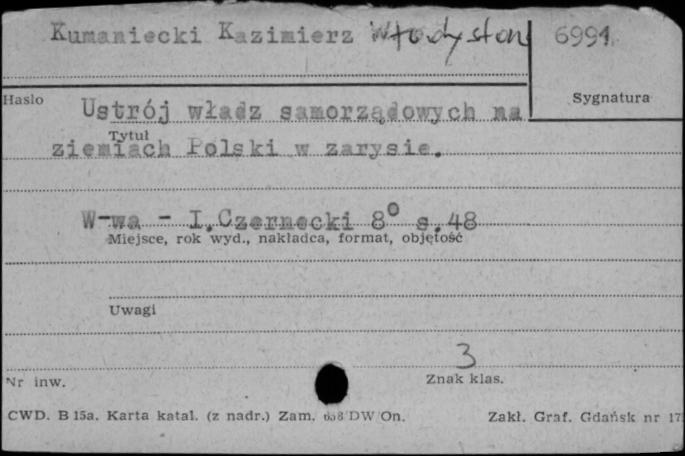 Kumaniecki Kazimierz Władysław 6991
Hasło
Sygnatura
Ustrój władz samorządowych na
Tytuł
ziemiach Polski w zarysie.
W-wa - I.Czernecki 8° s.48
Miejsce, rok wyd., nakładca, format, objętość
Uwagi
3
Nr inw.
Znak klas.
CWD. B 15a. Karta katal. (z nadr.) Zam. DW/On. Zakł. Graf. Gdańsk nr 17